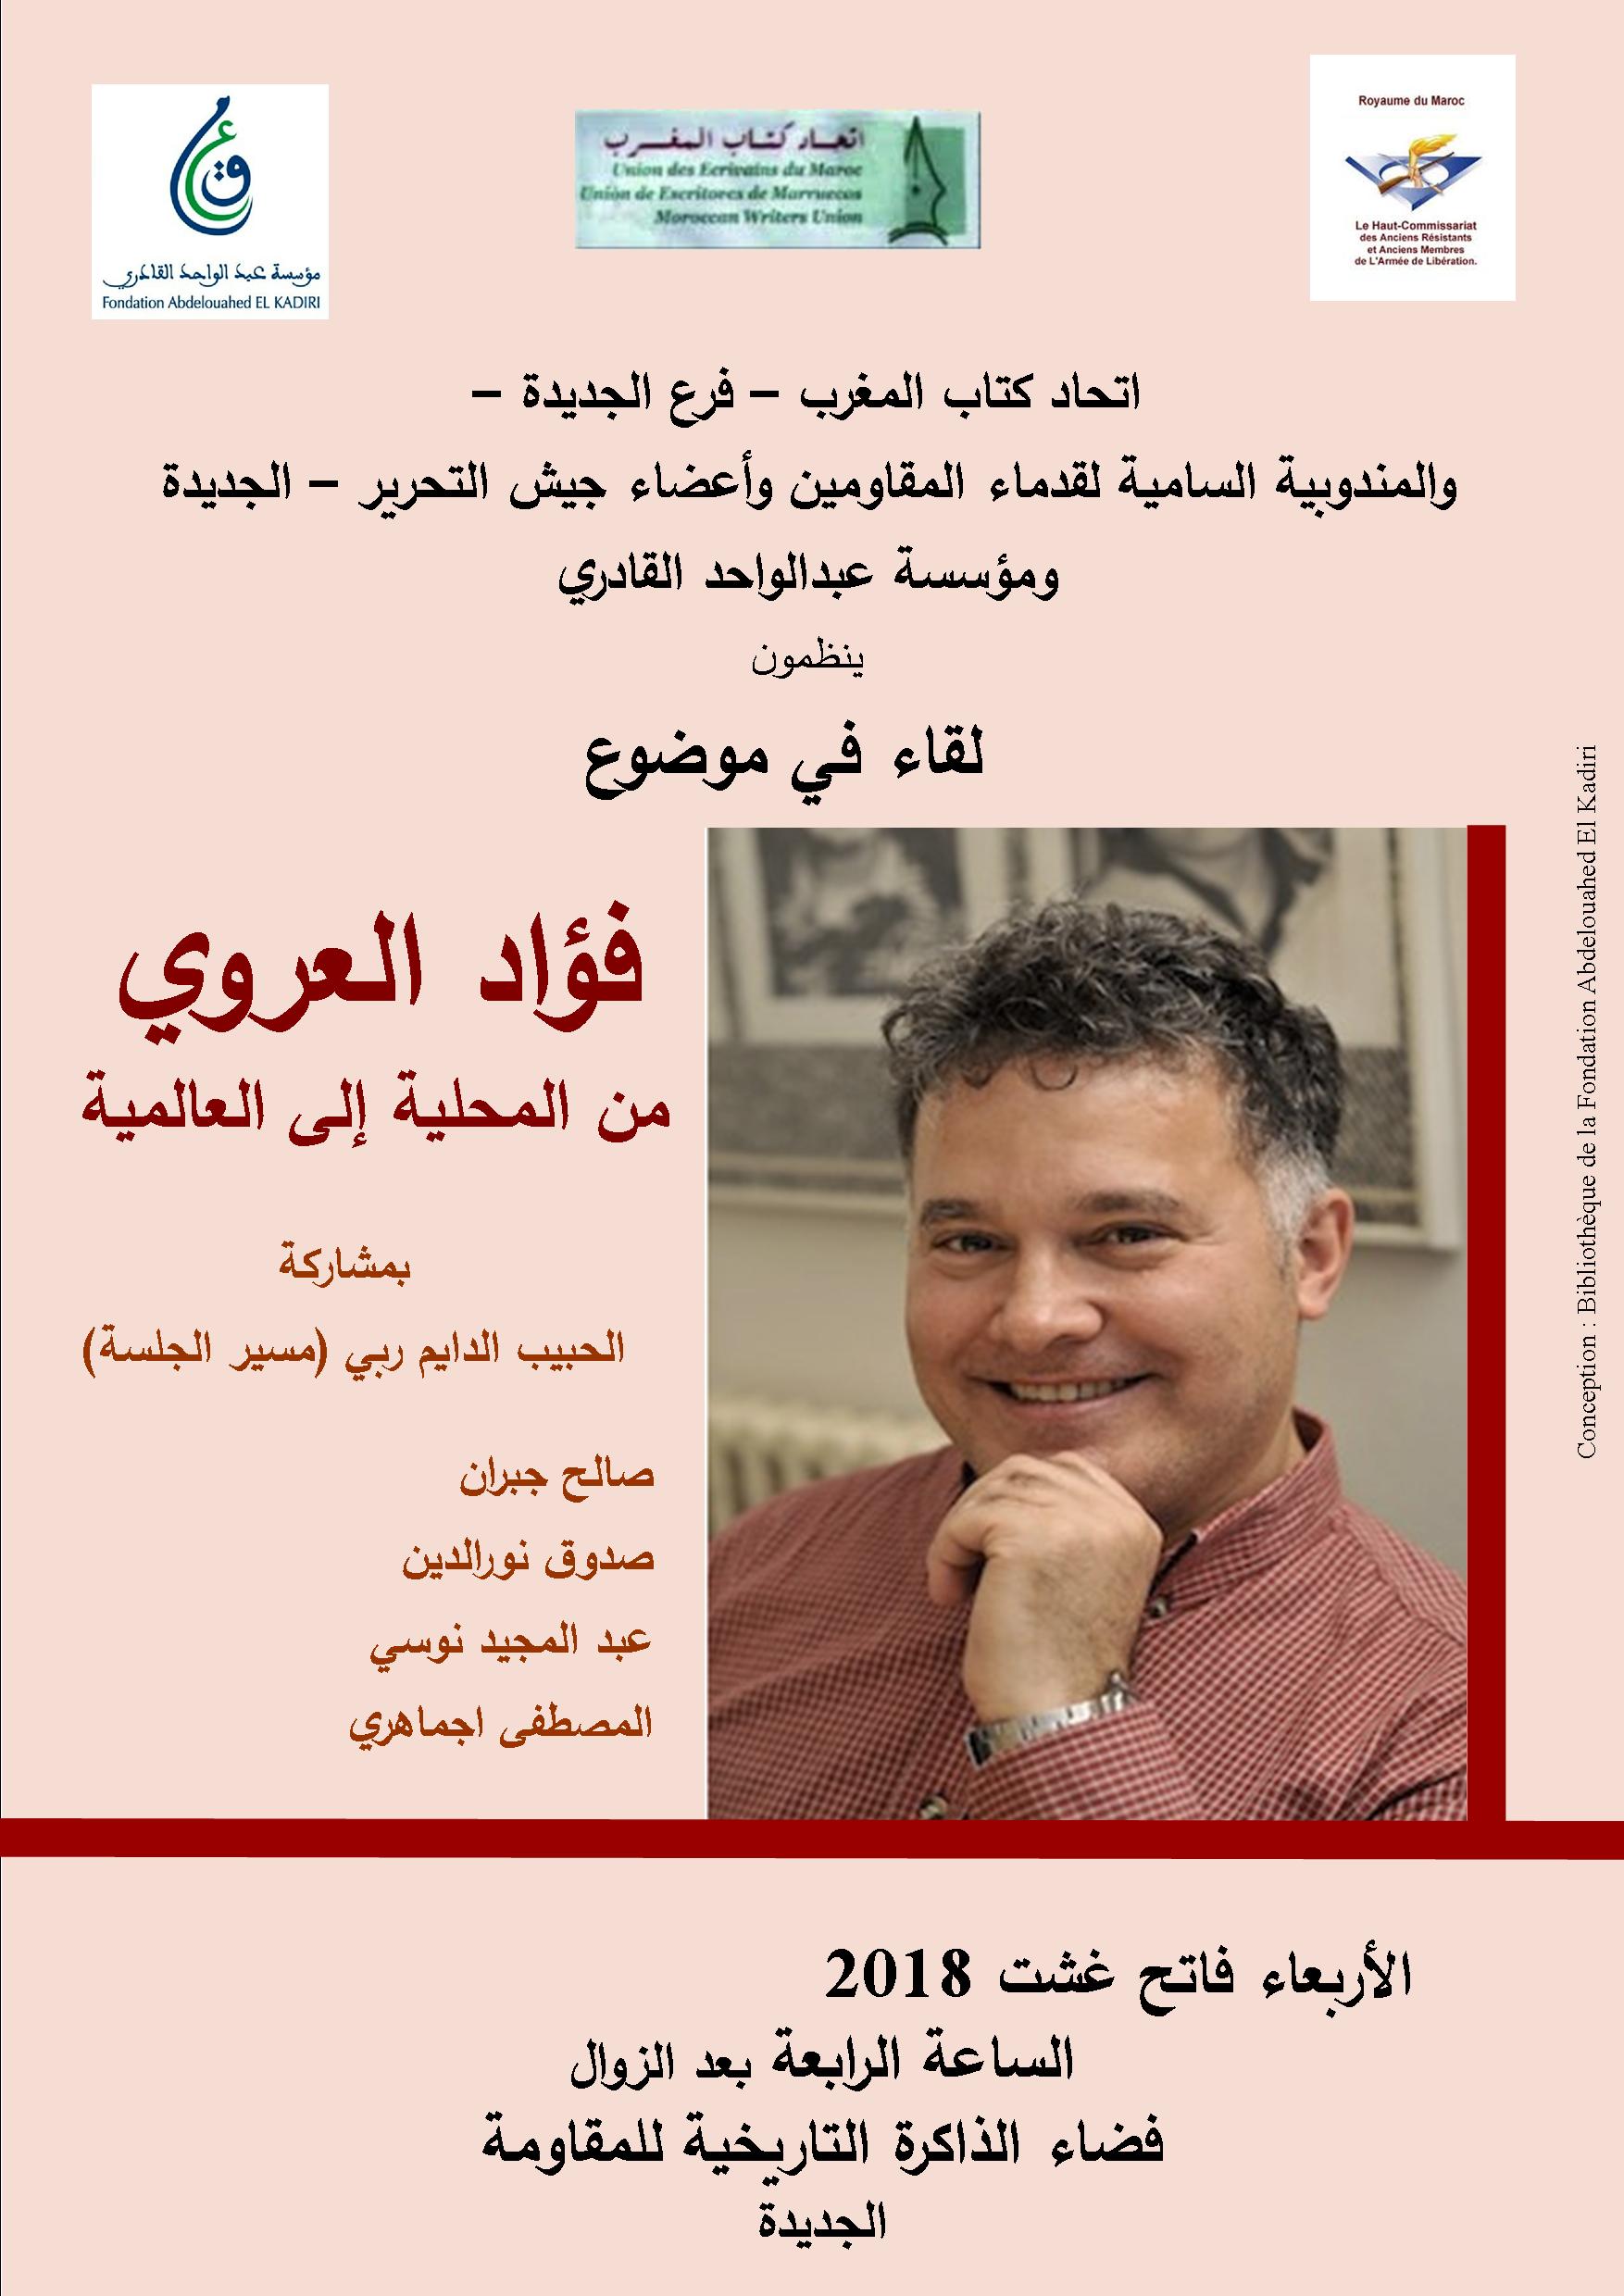 مؤسسة عبد الواحد القادري
Fondation Abdelouahed EL KADIRI
اتحاد كتاب المغرب
Union des Ecrivains du Maroc
Unión de Escritores de Marruecos
Moroccan Writers Union
Royaume du Maroc
Le Haut-Commissariat
des Anciens Résistants
et Anciens Membres
de L'Armée de Libération.
اتحاد كتاب المغرب – فرع الجديدة –
والمندوبية السامية لقدماء المقاومين وأعضاء جيش التحرير – الجديدة
ومؤسسة عبدالواحد القادري
ينظمون
لقاء في موضوع
فؤاد العروي
من المحلية إلى العالمية
بمشاركة
الحبيب الدايم ربي (مسير الجلسة)
صالح جبران
صدوق نورالدين
عبد المجيد نوسي
المصطفى اجماهري
Conception : Bibliothèque de la Fondation Abdelouahed El Kadiri
الأربعاء فاتح غشت 2018
الساعة الرابعة بعد الزوال
فضاء الذاكرة التاريخية للمقاومة
الجديدة